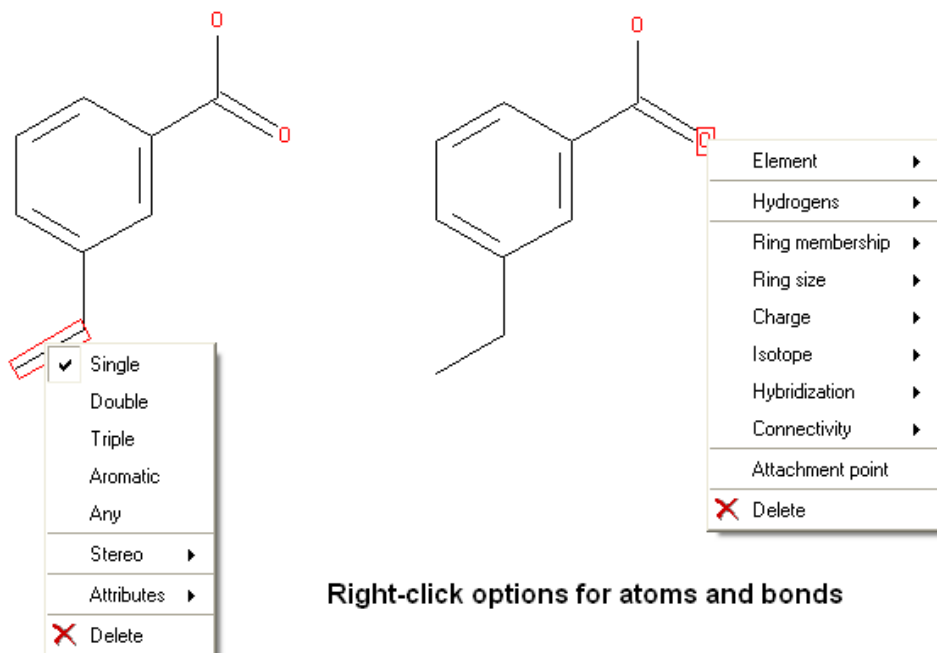 O
O
O
O
Single
Double
Triple
Aromatic
Any
Stereo
Attributes
Delete
Element
Hydrogens
Ring membership
Ring size
Charge
Isotope
Hybridization
Connectivity
Attachment point
Delete
Right-click options for atoms and bonds